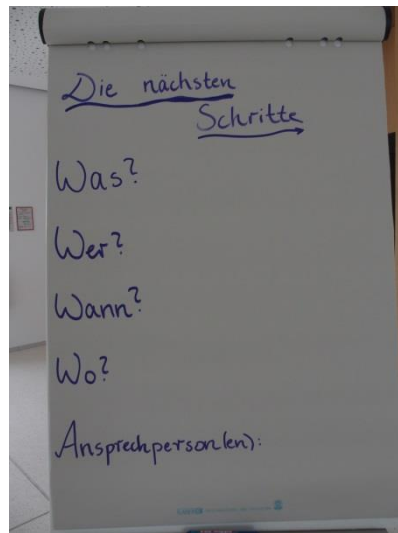 Die nächsten
Schritte
Was?
Wer?
Wann?
Wo?
Ansprechperson(en):